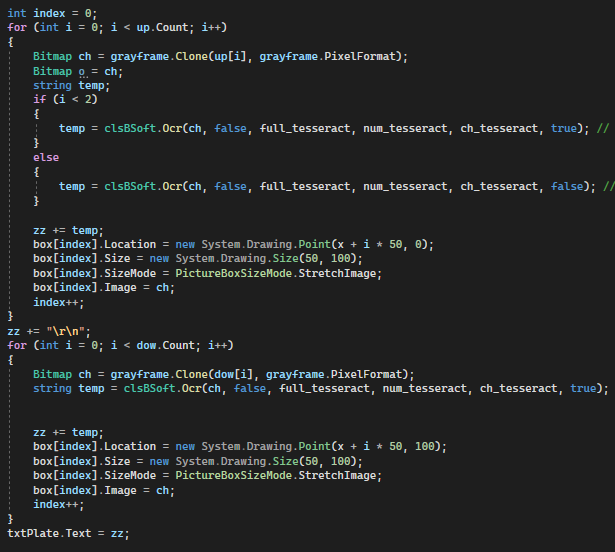 int index = 0;
for (int i = 0; i < up.Count; i++)
{
    Bitmap ch = grayframe.Clone(up[i], grayframe.PixelFormat);
    Bitmap o = ch;
    string temp;
    if (i < 2)
    {
        temp = clsBSoft.Ocr(ch, false, full_tesseract, num_tesseract, ch_tesseract, true); //
    }
    else
    {
        temp = clsBSoft.Ocr(ch, false, full_tesseract, num_tesseract, ch_tesseract, false); //
    }
    zz += temp;
    box[index].Location = new System.Drawing.Point(x + i * 50, 0);
    box[index].Size = new System.Drawing.Size(50, 100);
    box[index].SizeMode = PictureBoxSizeMode.StretchImage;
    box[index].Image = ch;
    index++;
}
zz += "\r\n";
for (int i = 0; i < dow.Count; i++)
{
    Bitmap ch = grayframe.Clone(dow[i], grayframe.PixelFormat);
    string temp = clsBSoft.Ocr(ch, false, full_tesseract, num_tesseract, ch_tesseract, true);
    zz += temp;
    box[index].Location = new System.Drawing.Point(x + i * 50, 100);
    box[index].Size = new System.Drawing.Size(50, 100);
    box[index].SizeMode = PictureBoxSizeMode.StretchImage;
    box[index].Image = ch;
    index++;
}
txtPlate.Text = zz;